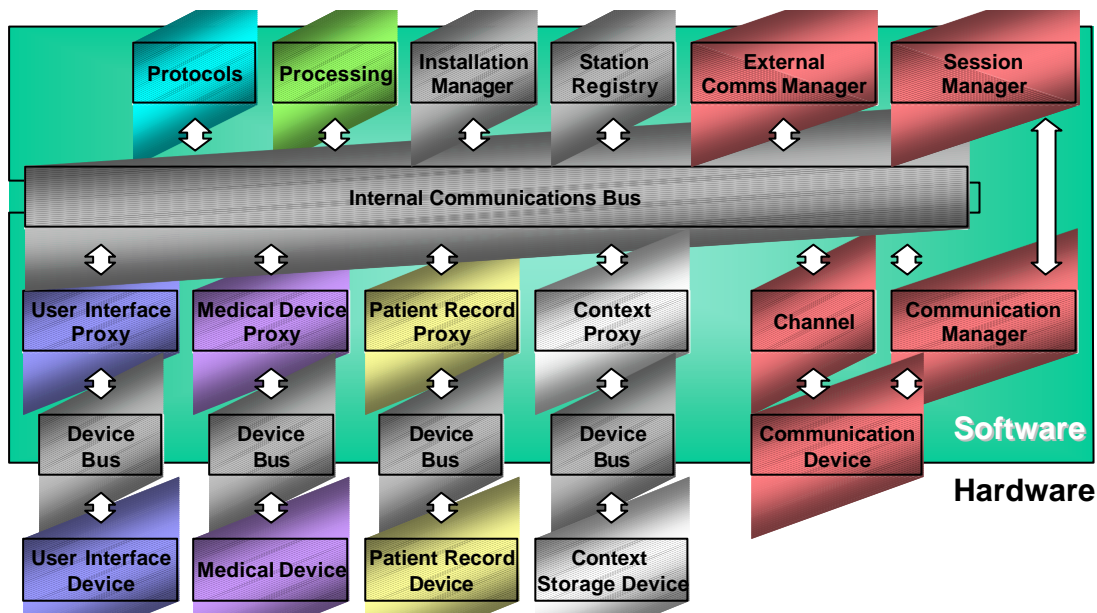 Protocols
Processing
Installation
Manager
Station
Registry
External
Comms Manager
Session
Manager
Internal Communications Bus
User Interface
Proxy
Medical Device
Proxy
Patient Record
Proxy
Context
Proxy
Channel
Communication
Manager
Device
Bus
Device
Bus
Device
Bus
Device
Bus
Communication
Device
Software
Hardware
User Interface
Device
Medical Device
Patient Record
Device
Context
Storage Device